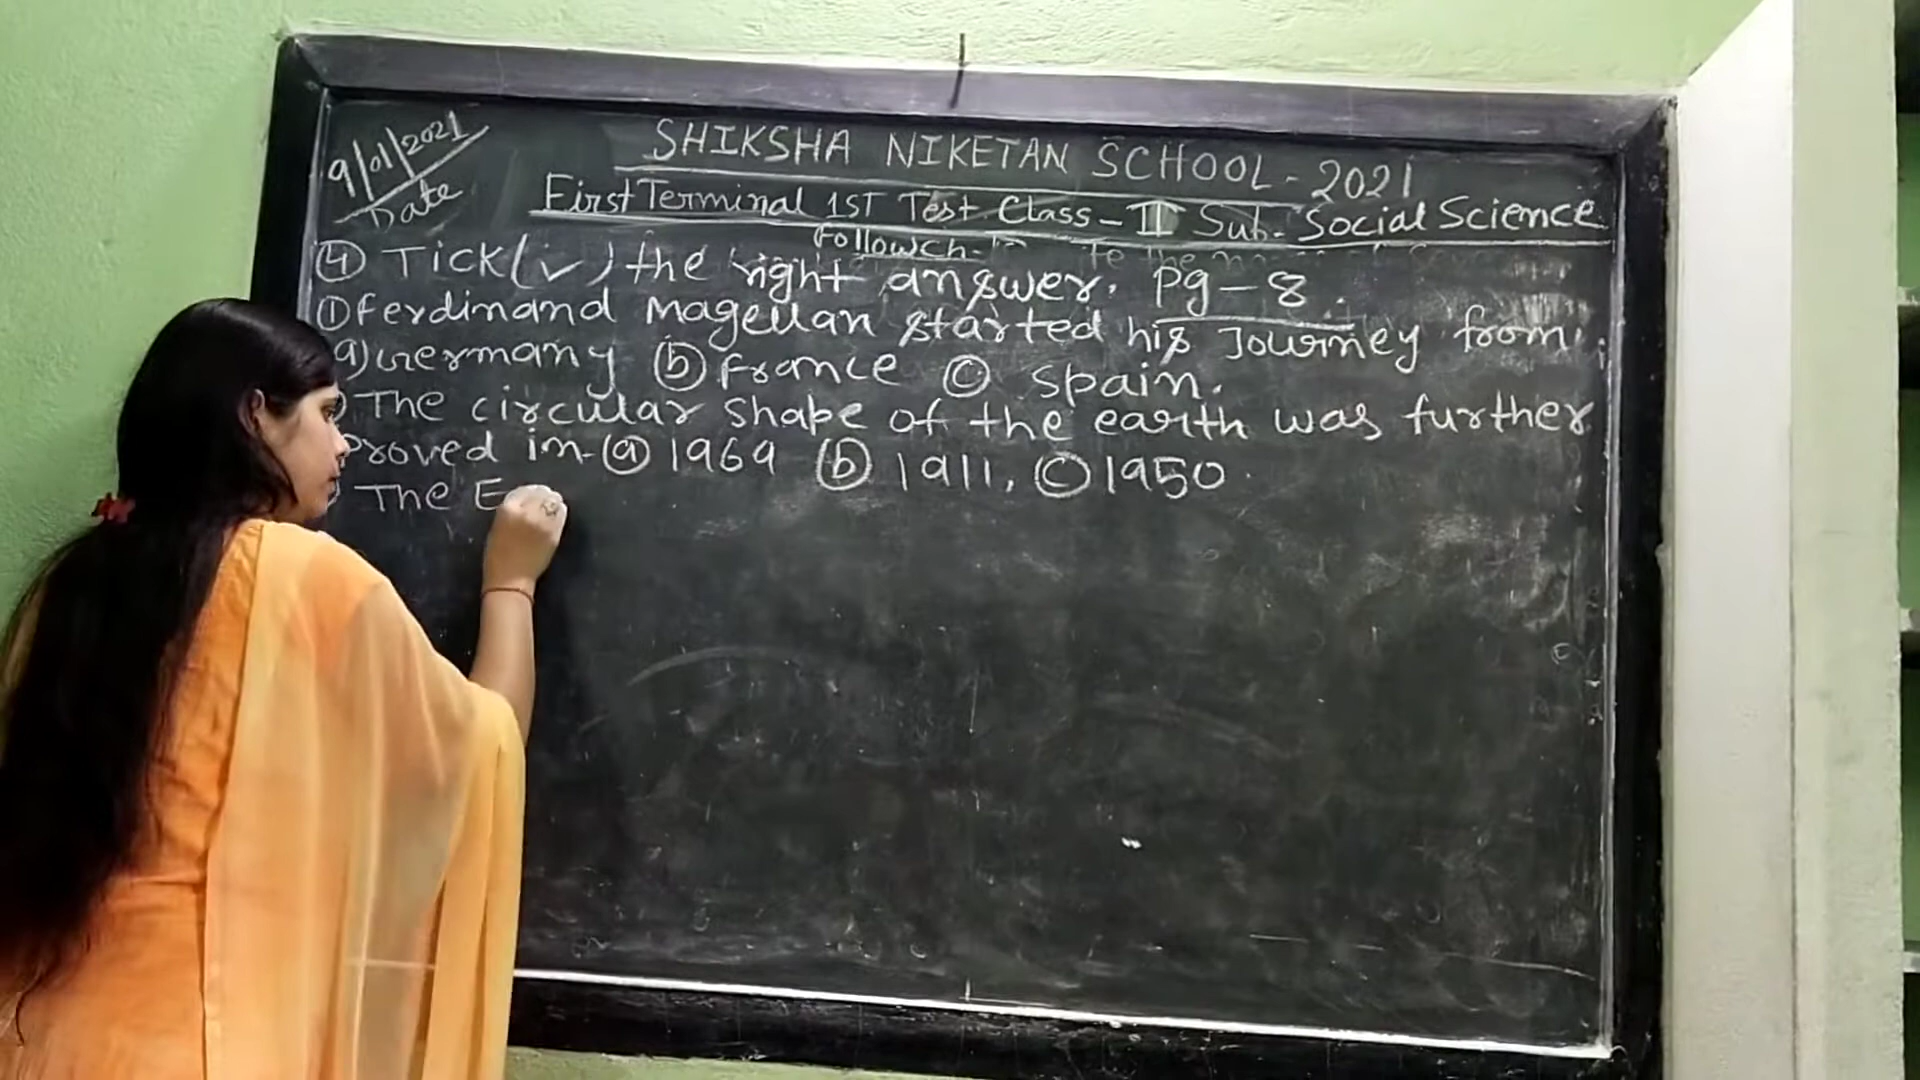 9/01/2021
Date
SHIKSHA NIKETAN SCHOOL - 2021
First Terminal 1ST Test Class - II Sub - Social Science
Follow Ch-
④ Tick (✓) the right answer. Pg - 8.
① Ferdinand Magellan started his Journey from
a) Germany ⓑ France ⓒ Spain.
The circular shape of the earth was further
Proved in - ⓐ 1969 ⓑ 1911, ⓒ 1950
The E